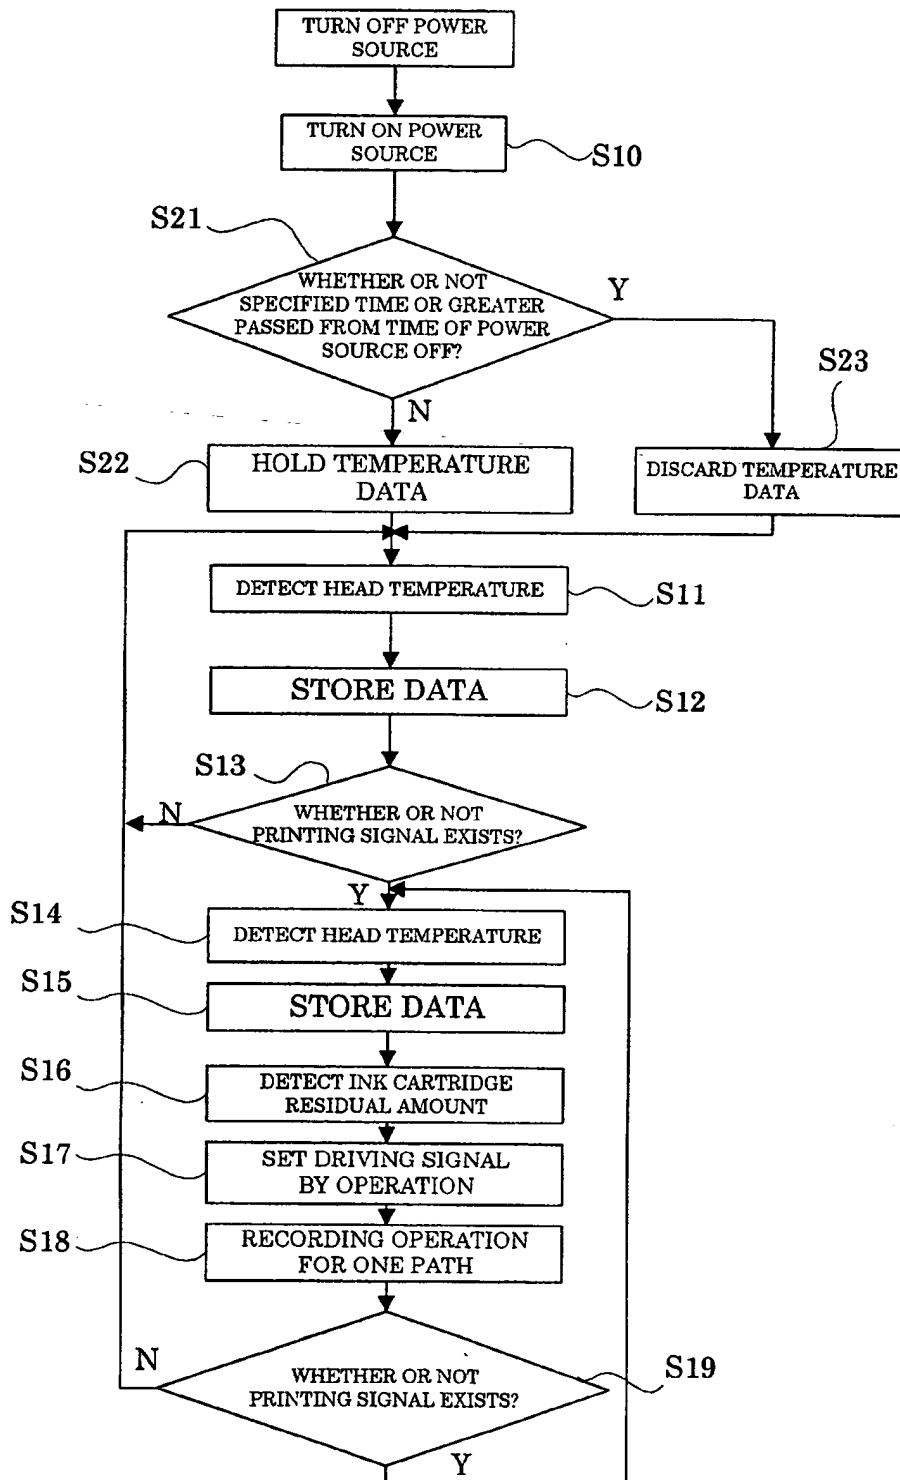 TURN OFF POWER
SOURCE
TURN ON POWER
SOURCE
S10
S21
WHETHER OR NOT
SPECIFIED TIME OR GREATER
PASSED FROM TIME OF POWER
SOURCE OFF?
Y
N
S23
S22
HOLD TEMPERATURE
DATA
DISCARD TEMPERATURE
DATA
DETECT HEAD TEMPERATURE
S11
STORE DATA
S12
S13
WHETHER OR NOT
PRINTING SIGNAL EXISTS?
N
Y
S14
DETECT HEAD TEMPERATURE
S15
STORE DATA
S16
DETECT INK CARTRIDGE
RESIDUAL AMOUNT
S17
SET DRIVING SIGNAL
BY OPERATION
S18
RECORDING OPERATION
FOR ONE PATH
N
WHETHER OR NOT
PRINTING SIGNAL EXISTS?
S19
Y